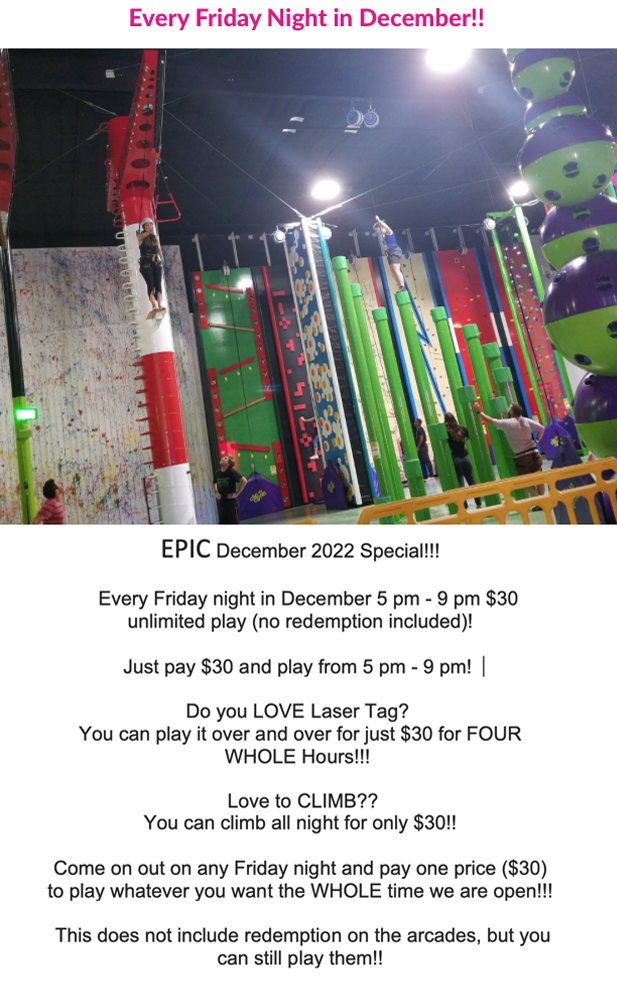 Every Friday Night in December!!
EPIC December 2022 Special!!!
Every Friday night in December 5 pm - 9 pm $30
unlimited play (no redemption included)!
Just pay $30 and play from 5 pm - 9 pm!
Do you LOVE Laser Tag?
You can play it over and over for just $30 for FOUR
WHOLE Hours!!!
Love to CLIMB??
You can climb all night for only $30!!
Come on out on any Friday night and pay one price ($30)
to play whatever you want the WHOLE time we are open!!!
This does not include redemption on the arcades, but you
can still play them!!